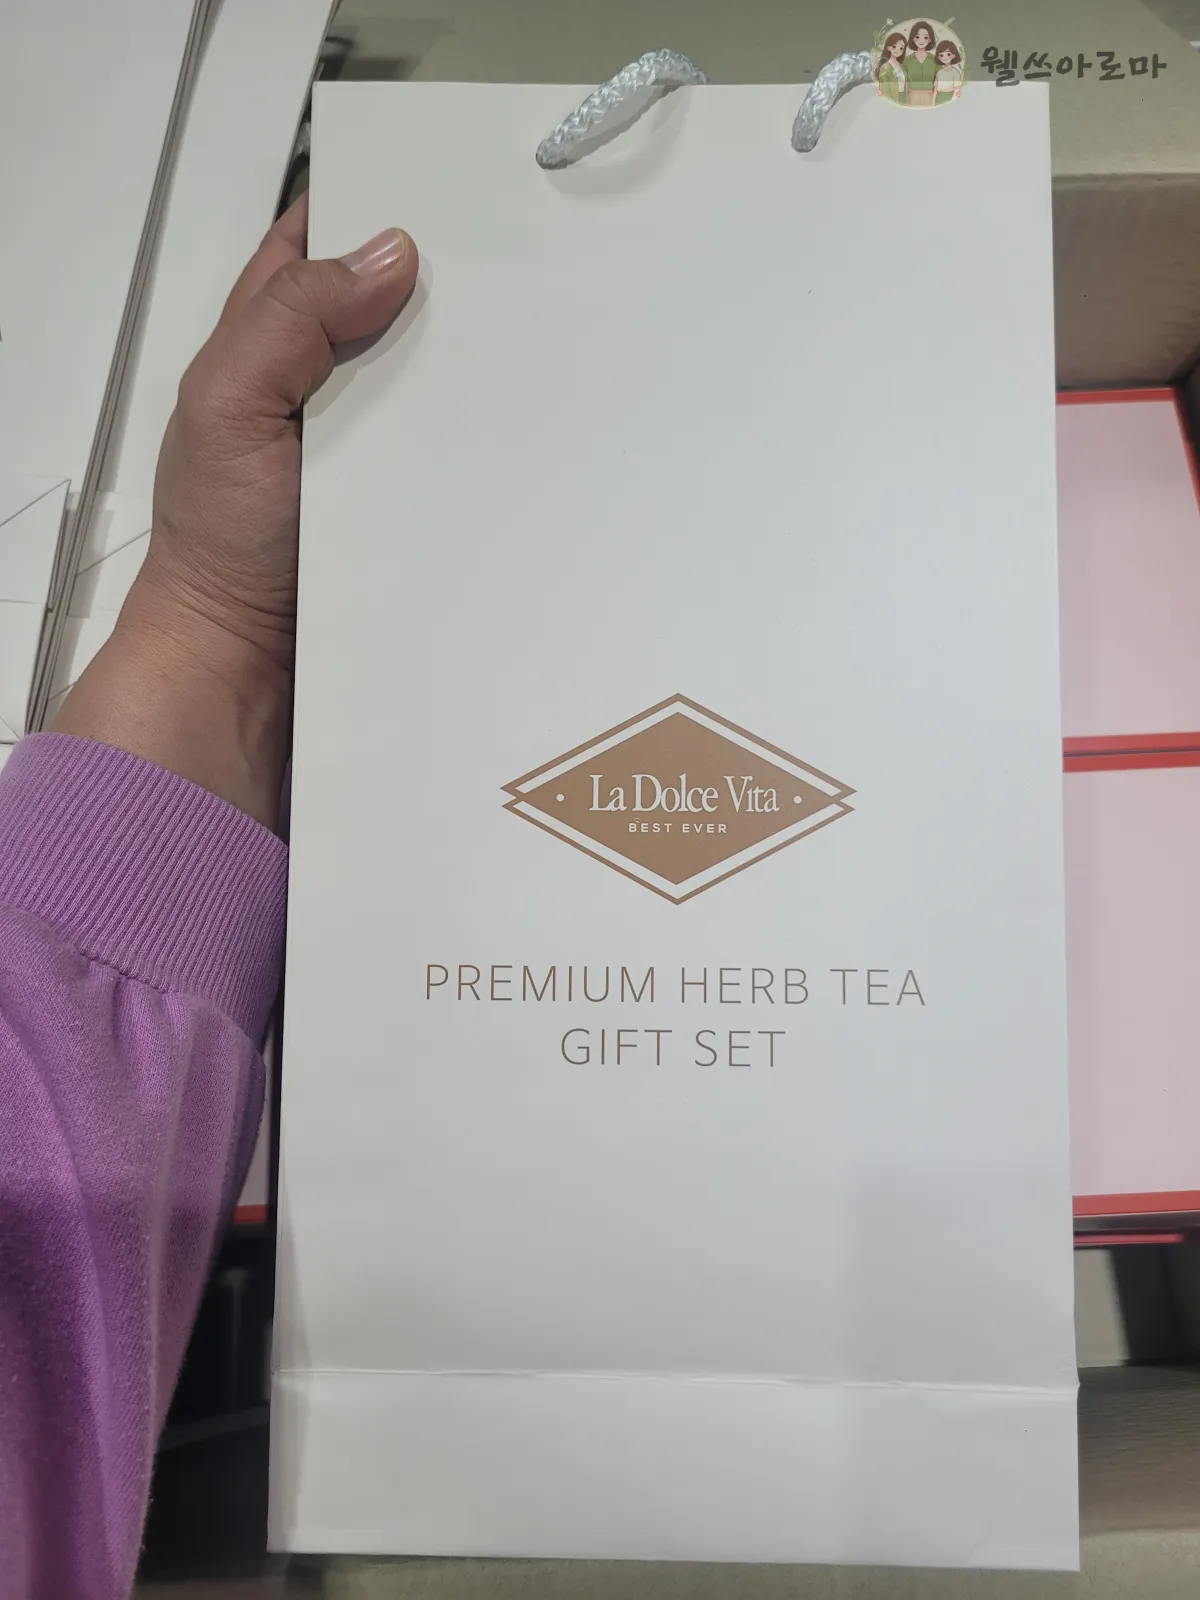 웰쓰아로마
La Dolce Vita
BEST EVER
PREMIUM HERB TEA
GIFT SET